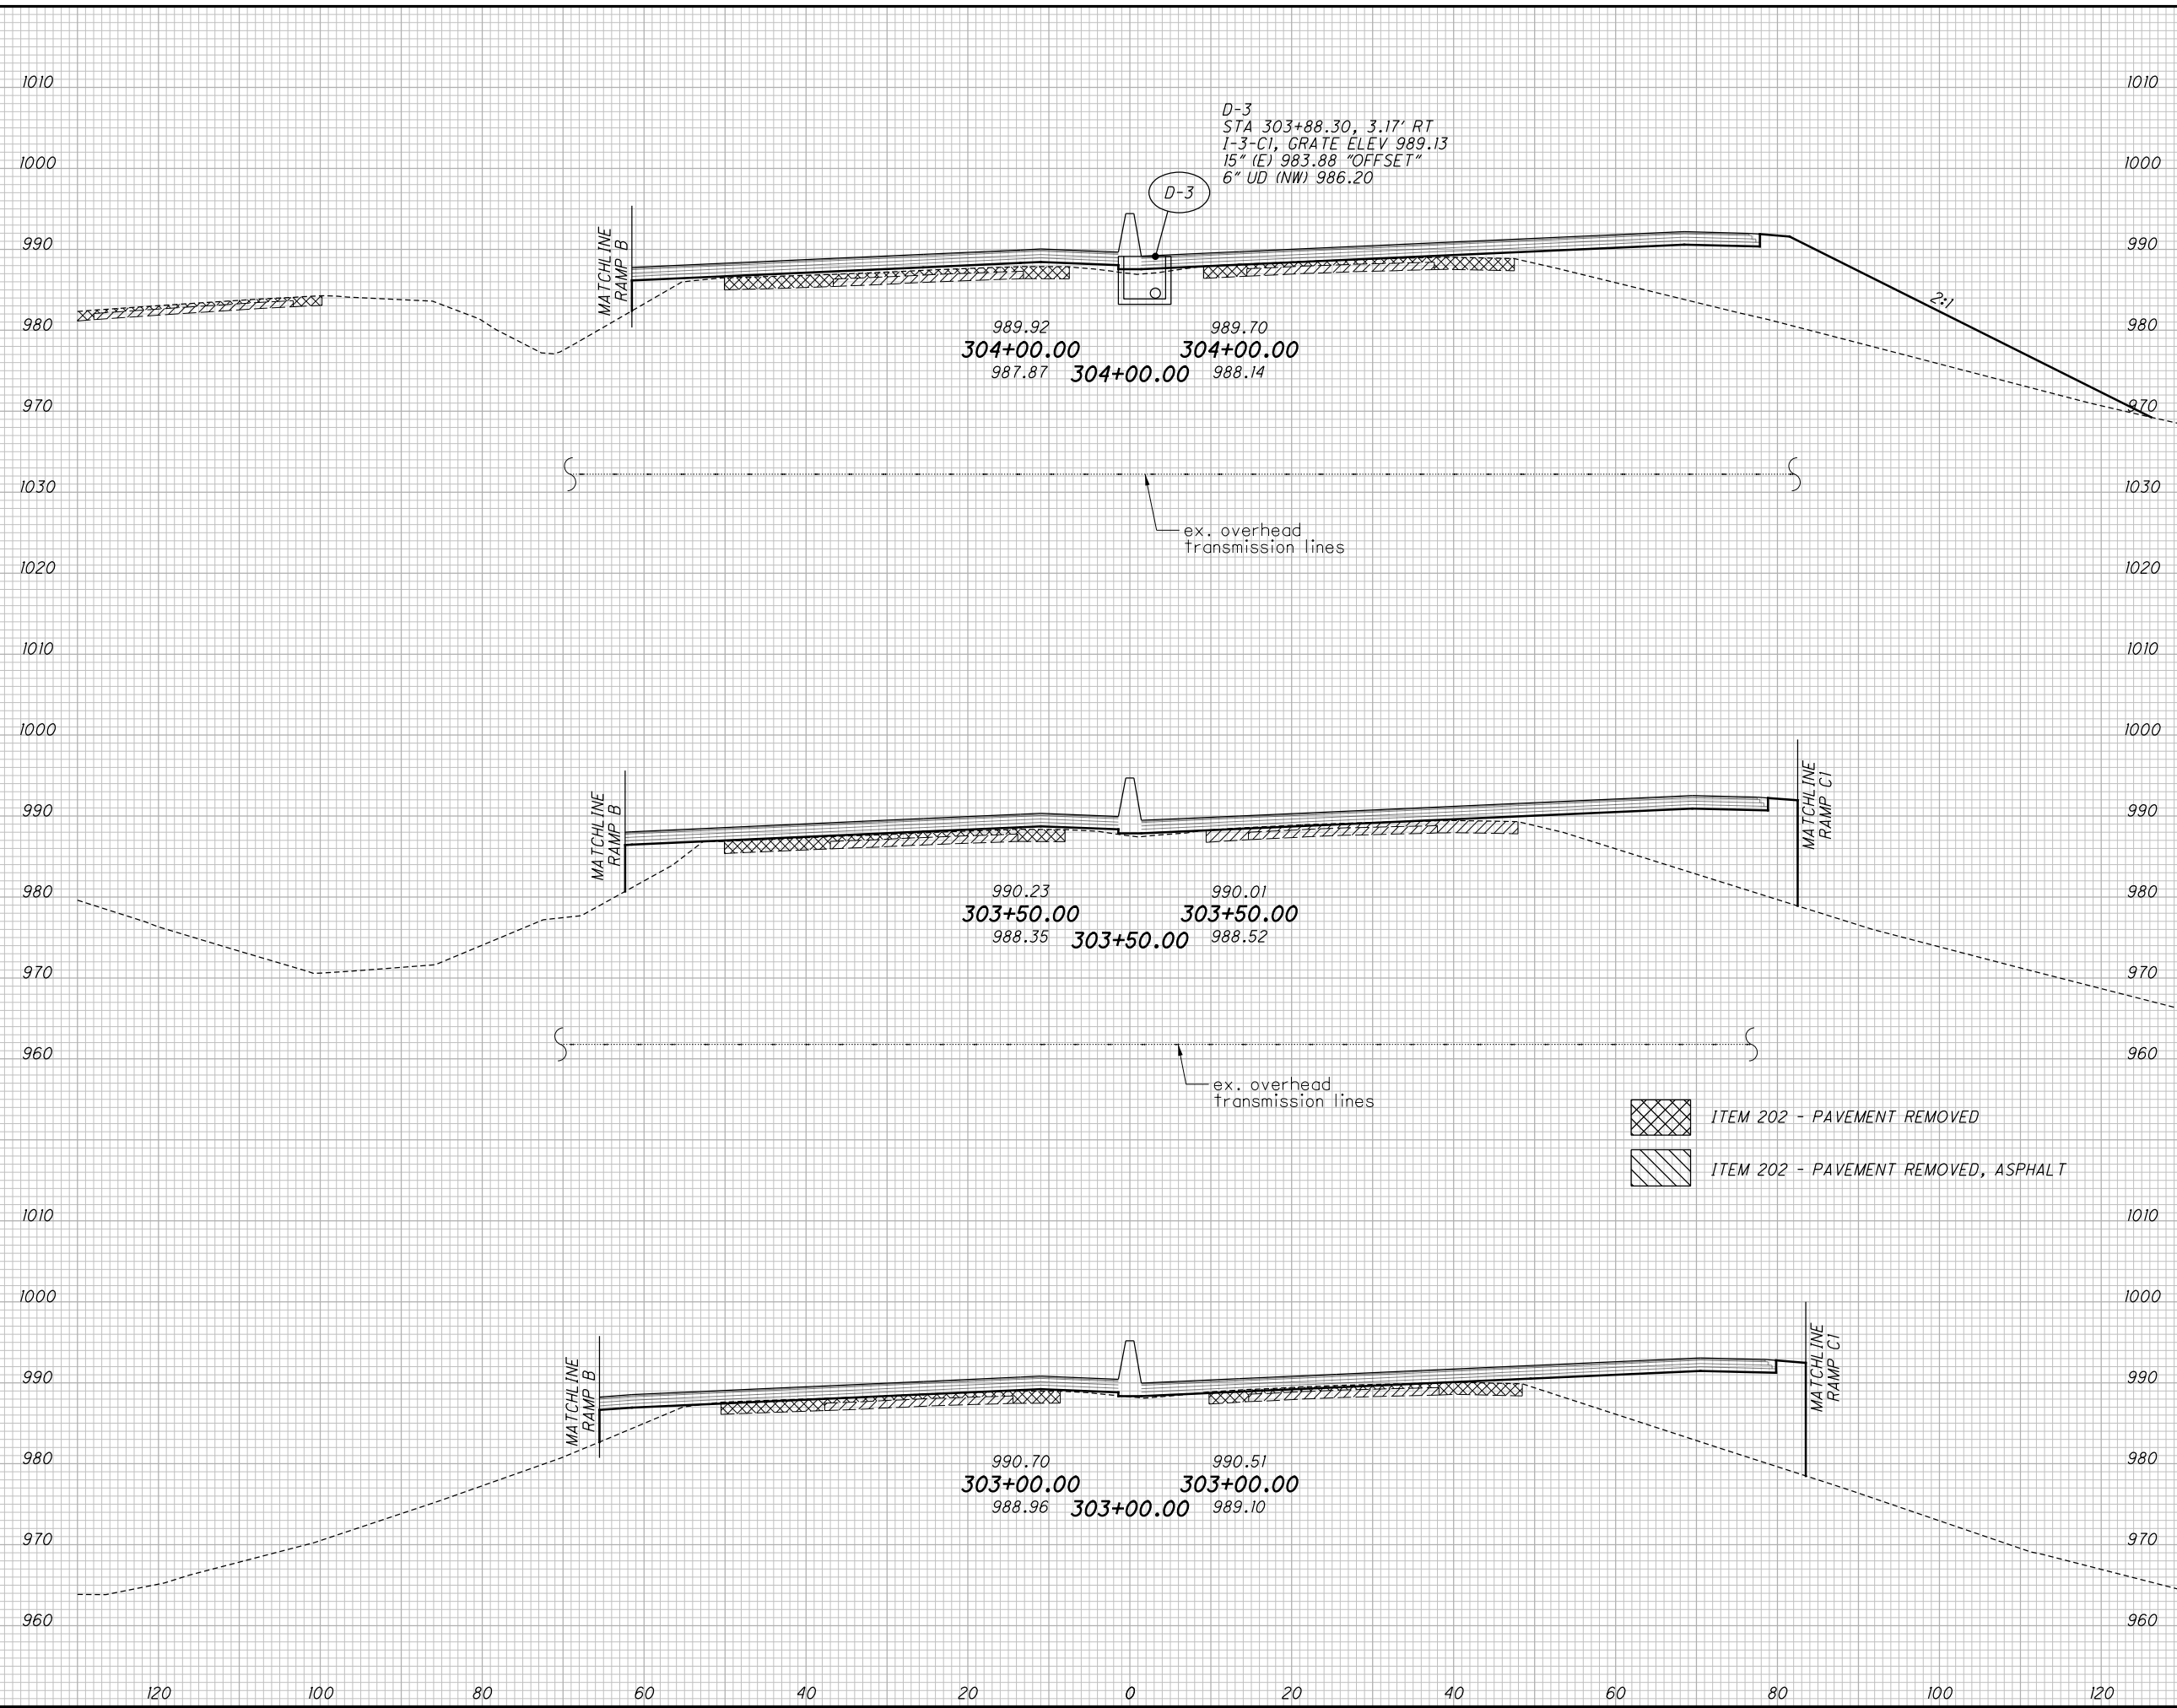 1010
1010
D-3
STA 303+88.30, 3.17' RT
I-3-C1, GRATE ELEV 989.13
15" (E) 983.88 "OFFSET"
6" UD (NW) 986.20
1000
1000
D-3
MATCHLINE
RAMP B
990
990
2:1
980
980
989.92
989.70
304+00.00
304+00.00
987.87
304+00.00
988.14
970
970
1030
1030
ex. overhead
transmission lines
1020
1020
1010
1010
1000
1000
MATCHLINE
RAMP B
MATCHLINE
RAMP C1
990
990
980
980
990.23
990.01
303+50.00
303+50.00
988.35
303+50.00
988.52
970
970
960
960
ex. overhead
transmission lines
ITEM 202 - PAVEMENT REMOVED
ITEM 202 - PAVEMENT REMOVED, ASPHALT
1010
1010
1000
1000
MATCHLINE
RAMP B
MATCHLINE
RAMP C1
990
990
980
980
990.70
990.51
303+00.00
303+00.00
988.96
303+00.00
989.10
970
970
960
960
120 100 80 60 40 20 0 20 40 60 80 100 120